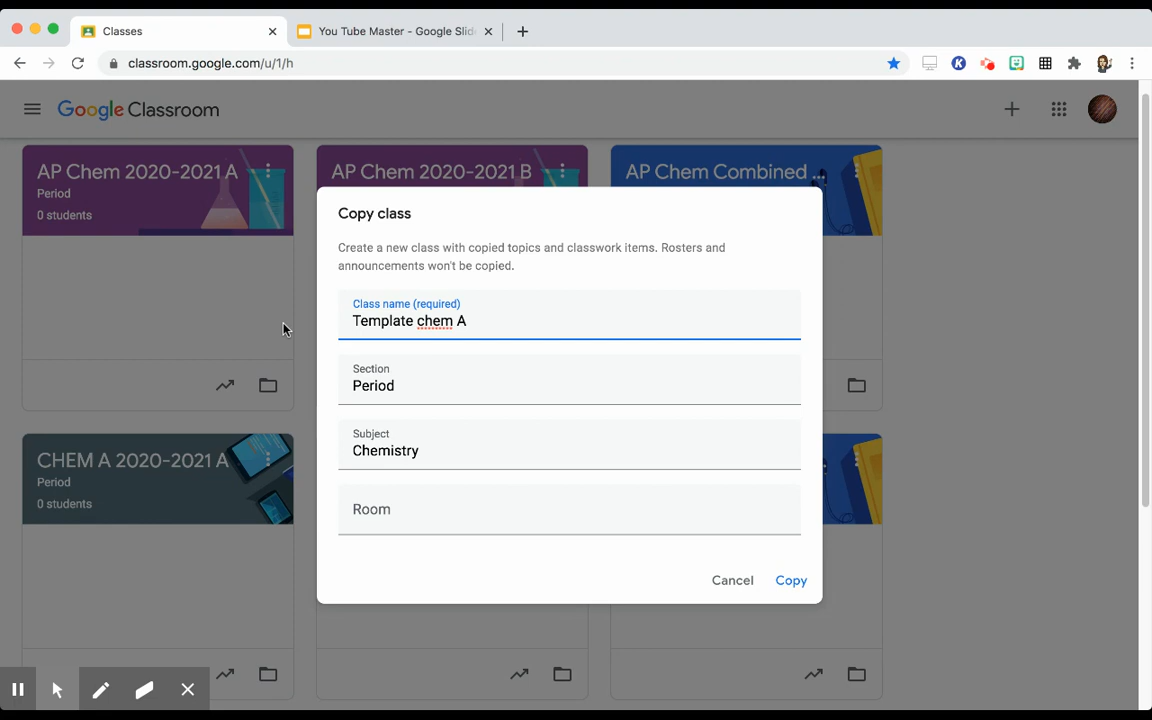 Classes
You Tube Master - Google Slid
classroom.google.com/u/1/h
Google Classroom
AP Chem 2020-2021 A
Period
0 students
AP Chem 2020-2021 B
AP Chem Combined ...
Copy class
Create a new class with copied topics and classwork items. Rosters and
announcements won't be copied.
Class name (required)
Template chem A
Section
Period
Subject
Chemistry
Room
Cancel
Copy
CHEM A 2020-2021 A
Period
0 students